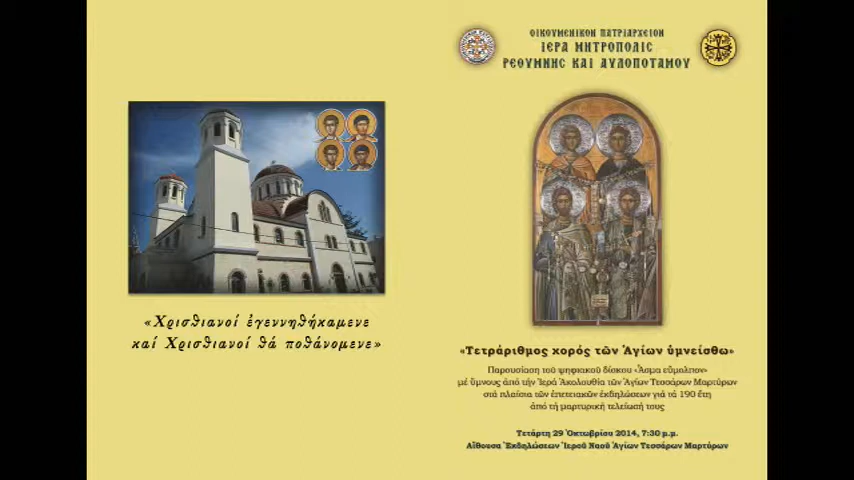 «Χρισθιανοί ἐγεννηθήκαμενε
καί Χρισθιανοί θά ποθάνομενε»
ΟΙΚΟΥΜΕΝΙΚΟΝ ΠΑΤΡΙΑΡΧΕΙΟΝ
ΙΕΡΑ ΜΗΤΡΟΠΟΛΙΣ
ΡΕΘΥΜΝΗΣ ΚΑΙ ΑΥΛΟΠΟΤΑΜΟΥ
«Τετράριθμος χορός τῶν Ἁγίων ὑμνείσθω»
Παρουσίαση τοῦ ψηφιακοῦ δίσκου «Ἆσμα εὔμολπον»
μέ ὕμνους ἀπό τήν Ἱερά Ἀκολουθία τῶν Ἁγίων Τεσσάρων Μαρτύρων
στά πλαίσια τῶν ἐπετειακῶν ἐκδηλώσεων γιά τά 190 ἔτη
ἀπό τή μαρτυρική τελείωσή τους
Τετάρτη 29 Ὀκτωβρίου 2014, 7:30 μ.μ.
Αἴθουσα Ἐκδηλώσεων Ἱεροῦ Ναοῦ Ἁγίων Τεσσάρων Μαρτύρων